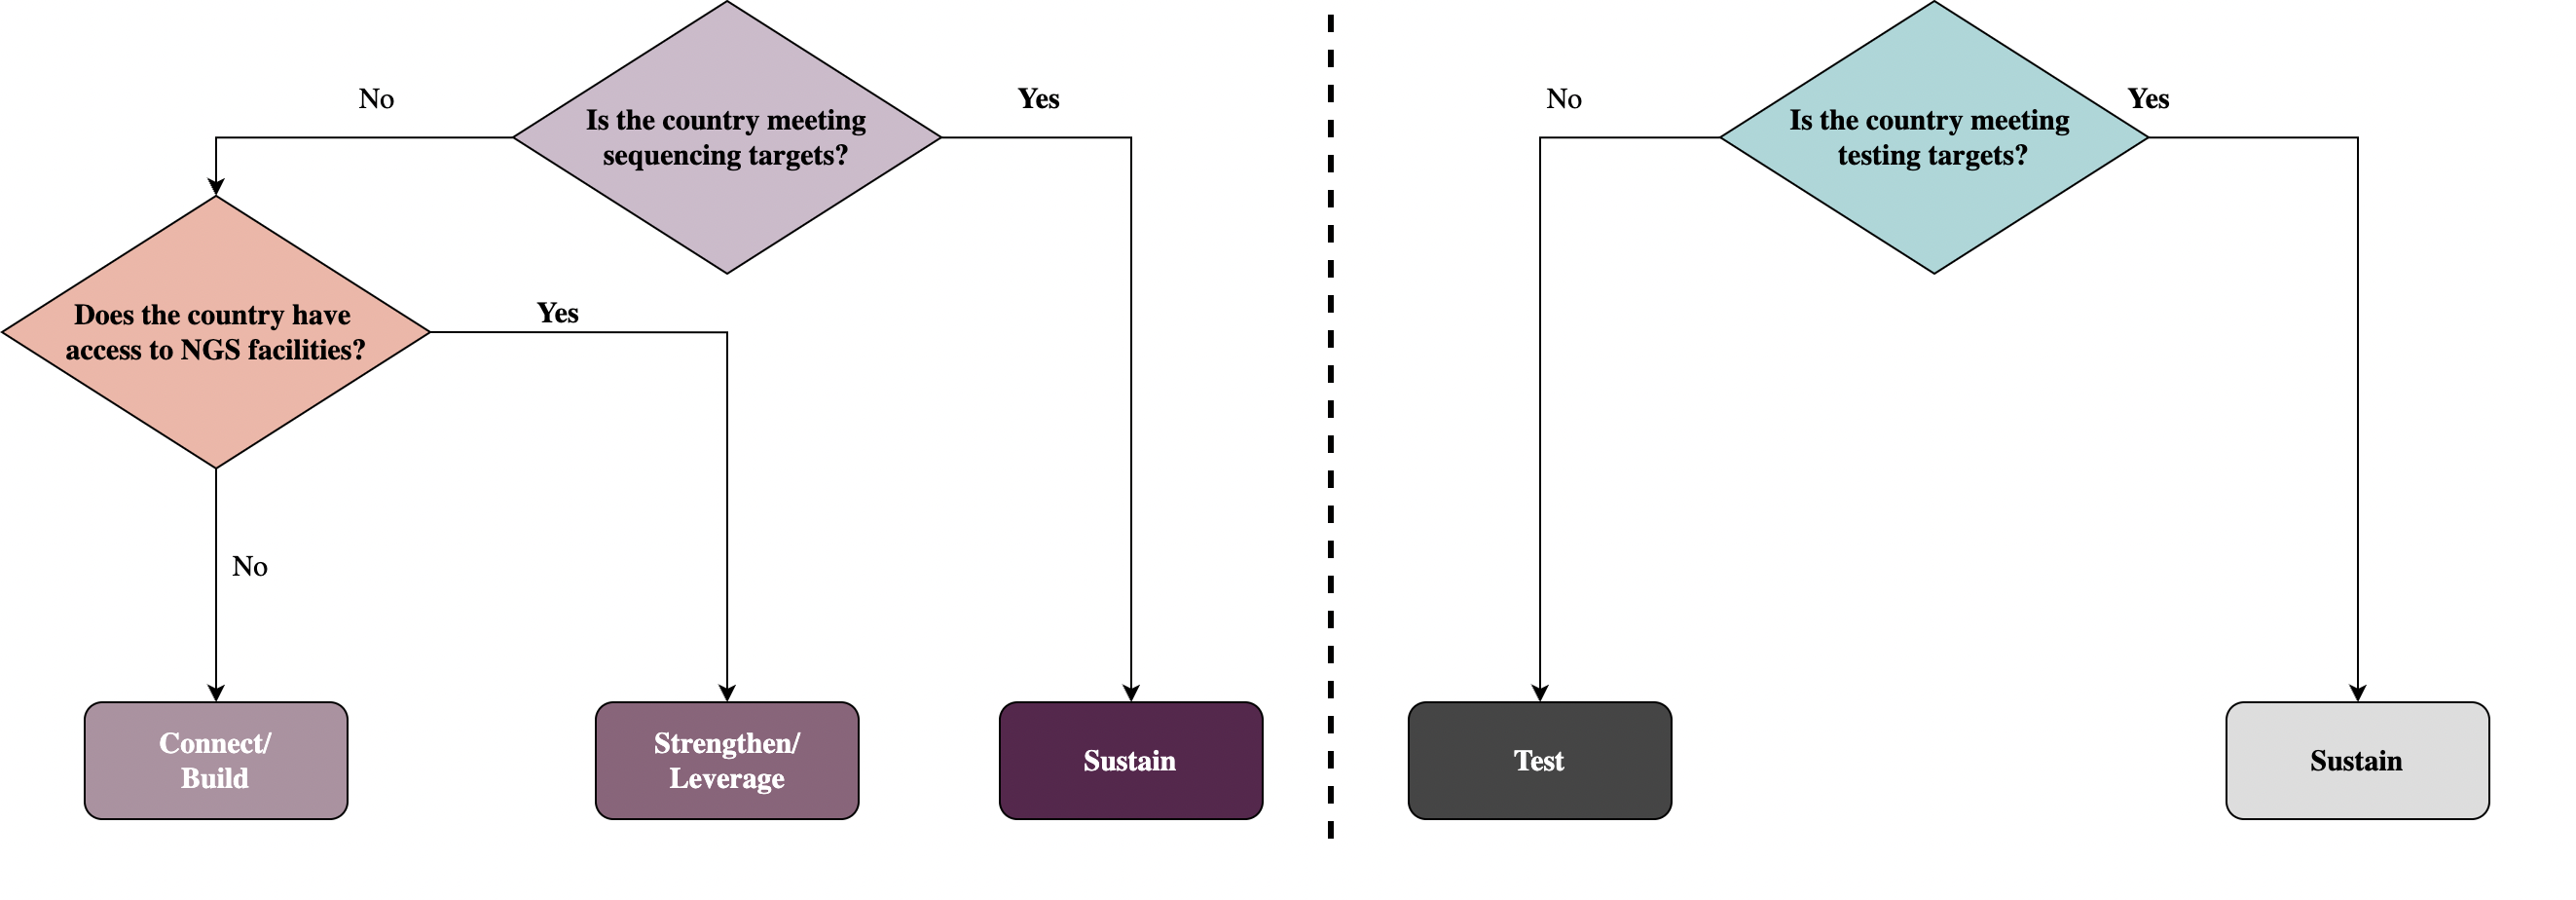 No
Is the country meeting
sequencing targets?
Yes
Does the country have
access to NGS facilities?
Yes
No
Connect/
Build
Strengthen/
Leverage
Sustain
No
Is the country meeting
testing targets?
Yes
Test
Sustain